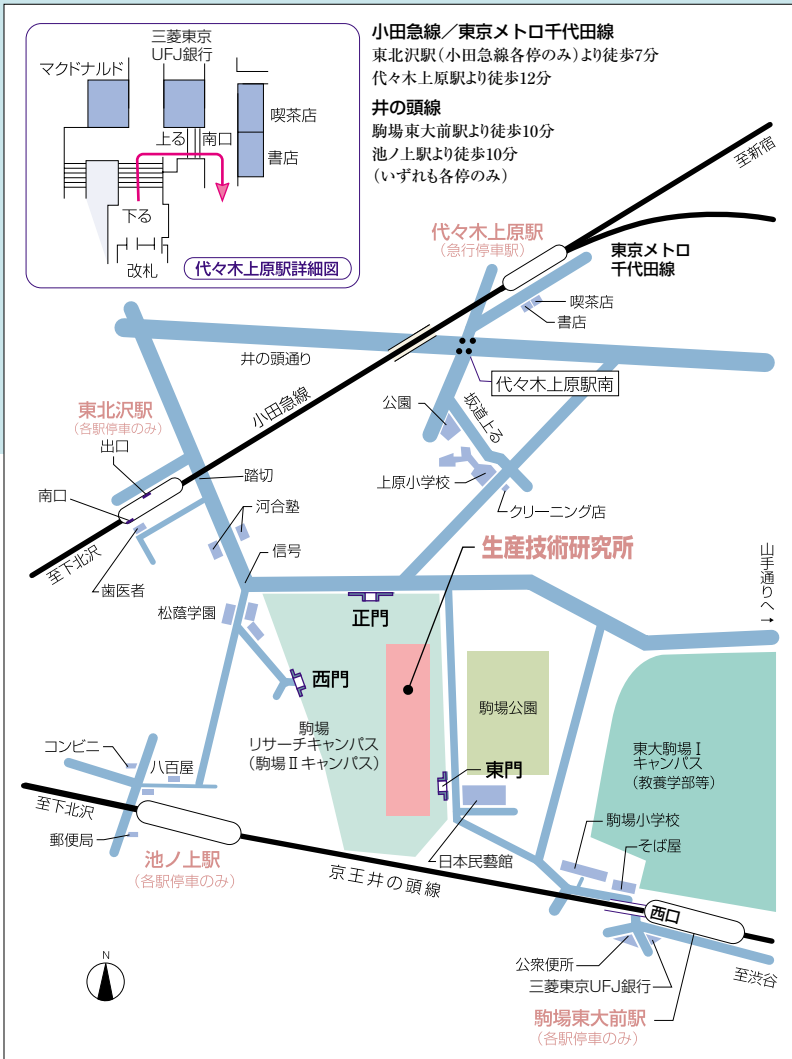 三菱東京
UFJ銀行
マクドナルド
喫茶店
上る
南口
書店
下る
改札
代々木上原駅詳細図
小田急線／東京メトロ千代田線
東北沢駅（小田急線各停のみ）より徒歩7分
代々木上原駅より徒歩12分
井の頭線
駒場東大前駅より徒歩10分
池ノ上駅より徒歩10分
（いずれも各停のみ）
至新宿
代々木上原駅
（急行停車駅）
東京メトロ
千代田線
喫茶店
書店
井の頭通り
代々木上原駅南
小田急線
公園
坂道上る
東北沢駅
（各駅停車のみ）
出口
踏切
上原小学校
南口
河合塾
クリーニング店
至下北沢
歯医者
信号
生産技術研究所
山手通りへ→
松蔭学園
正門
西門
駒場公園
駒場
リサーチキャンパス
（駒場Ⅱキャンパス）
東大駒場Ⅰ
キャンパス
（教養学部等）
コンビニ
八百屋
東門
至下北沢
郵便局
駒場小学校
そば屋
池ノ上駅
（各駅停車のみ）
日本民藝館
京王井の頭線
西口
N
公衆便所
三菱東京UFJ銀行
至渋谷
駒場東大前駅
（各駅停車のみ）